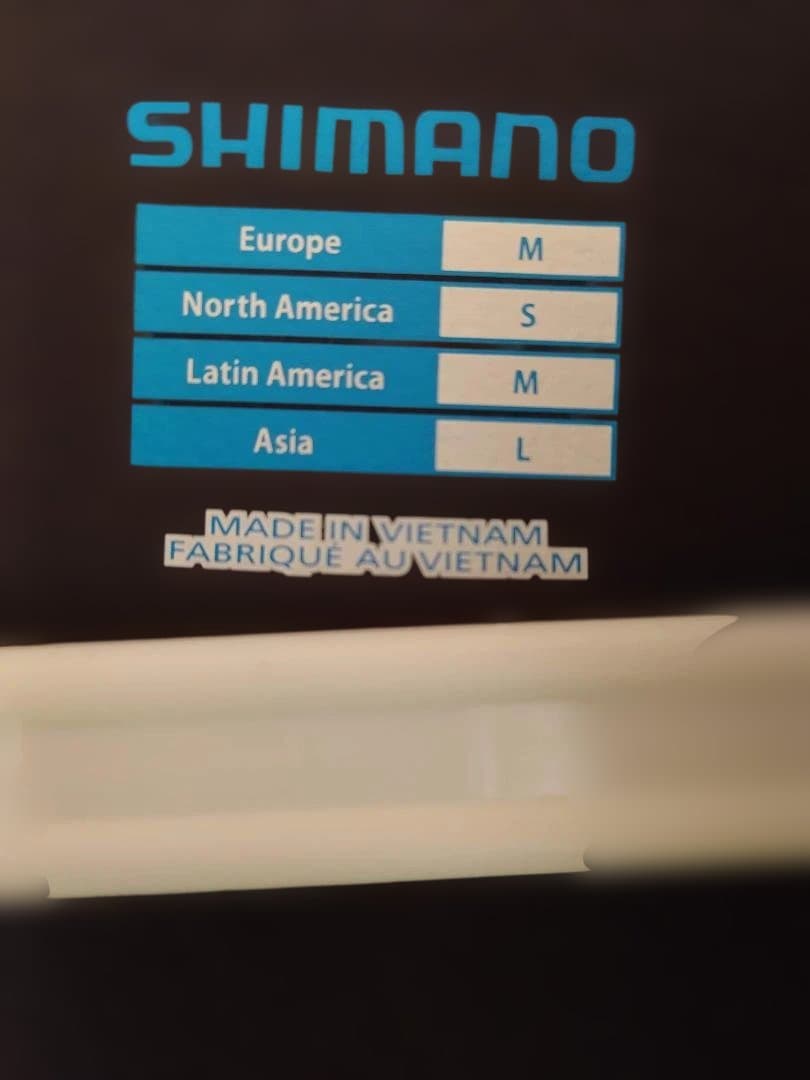 SHIMANO
Europe M
North America S
Latin America M
Asia L
MADE IN VIETNAM
FABRIQUÉ AU VIETNAM